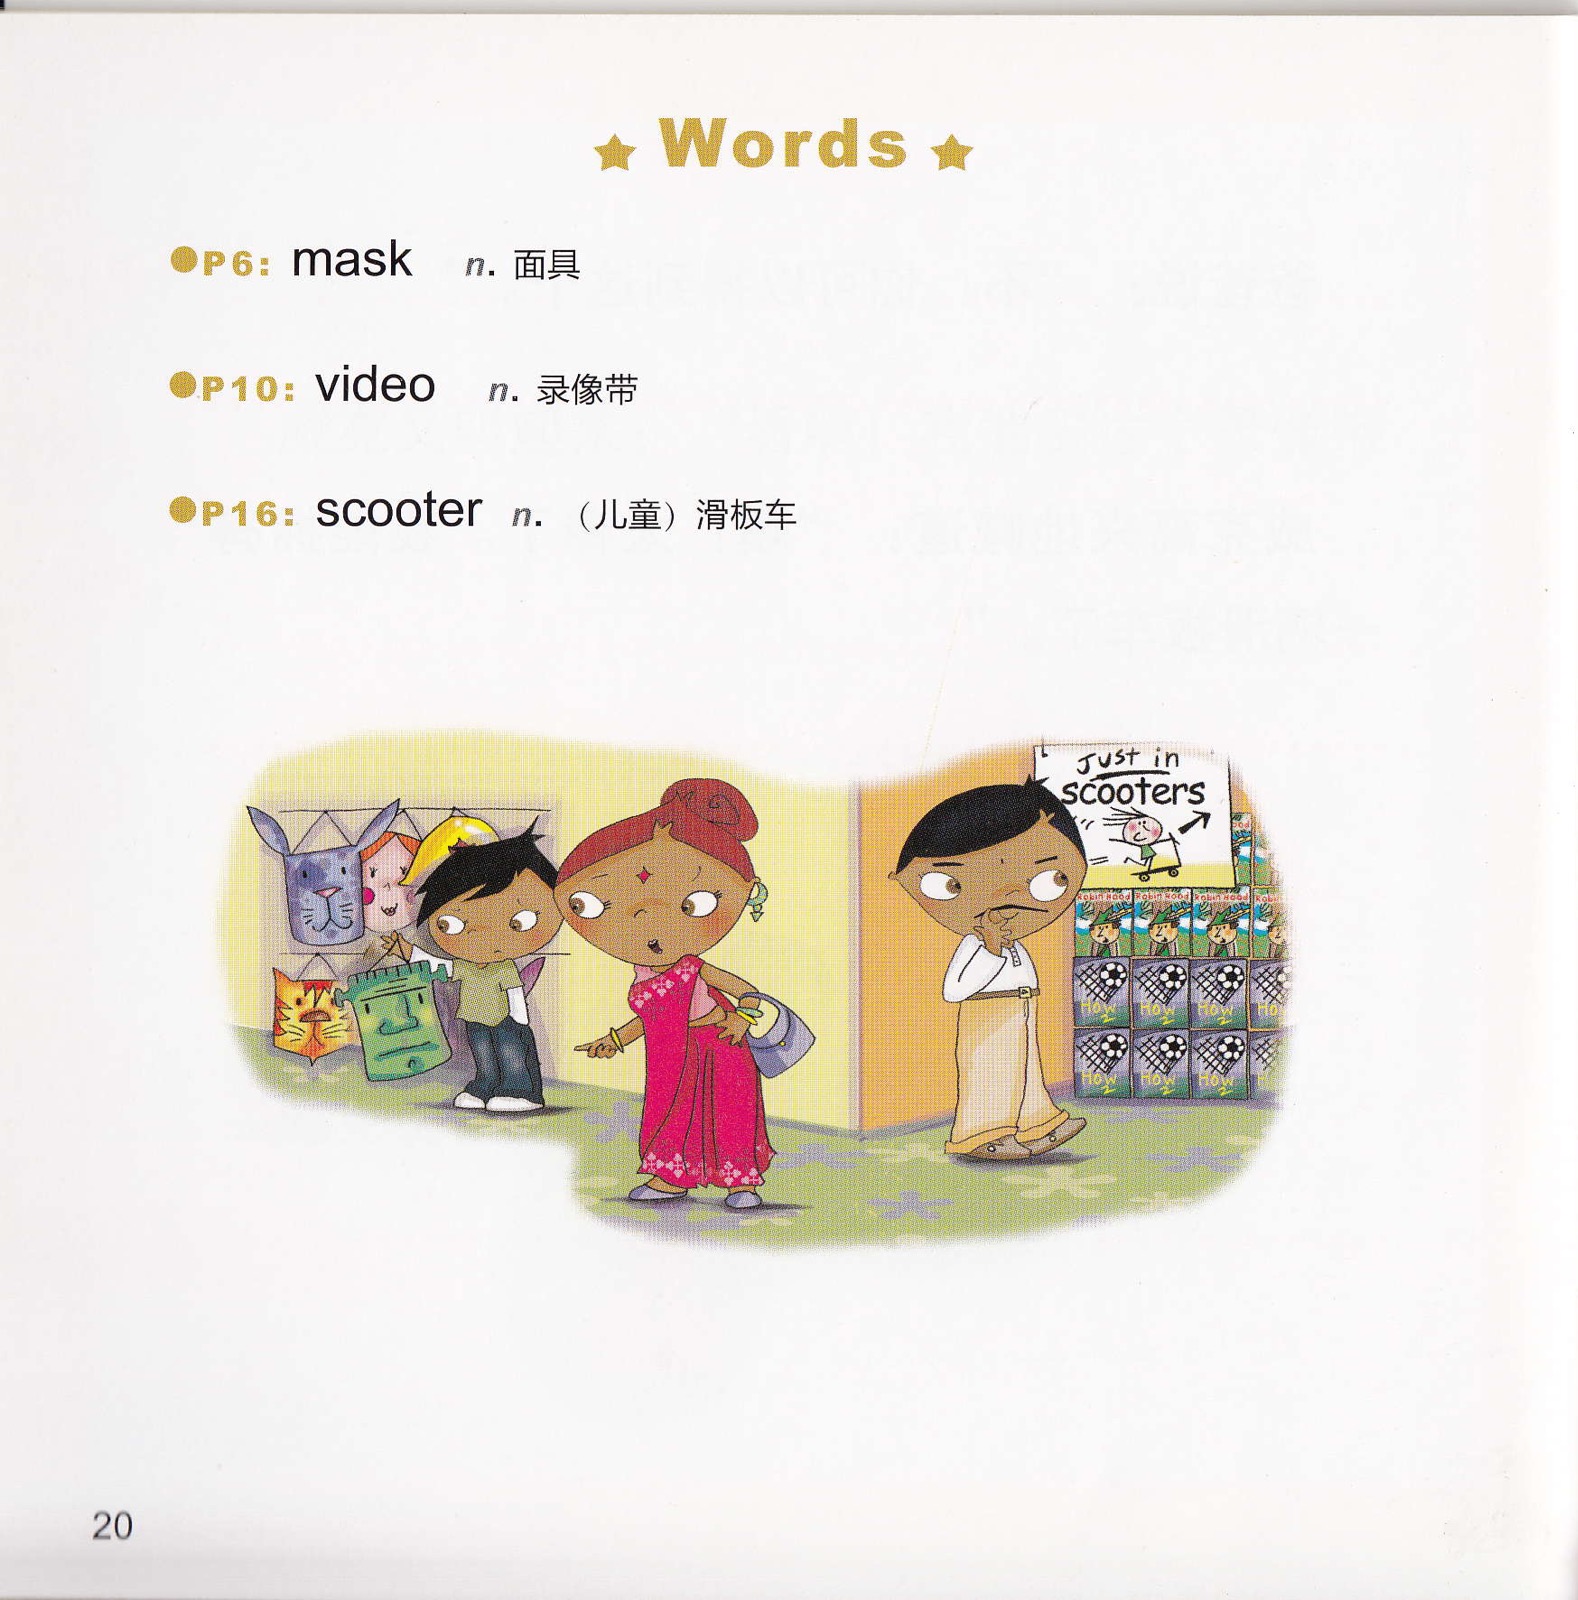 Words
P6: mask n. 面具
P10: video n. 录像带
P16: scooter n. （儿童）滑板车
Just in
scooters
Robin Hood Robin Hood Robin Hood
How 2 How 2 How 2 How
How 2 How 2 How 2
20